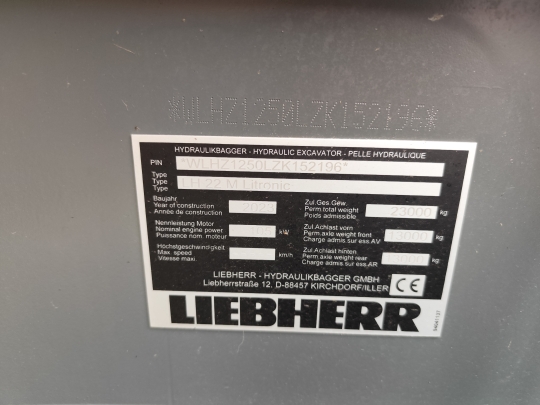 *WLHZ1250LZK152196*
HYDRAULIKBAGGER - HYDRAULIC EXCAVATOR - PELLE HYDRAULIQUE
PIN *WLHZ1250LZK152196*
Type
Type LH 22 M Litronic
Type
Baujahr
Year of construction
Année de construction
Nennleistung Motor
Nominal engine power kW
Puissance nom. moteur
Höchstgeschwindigkeit
Max. speed km/h
Vitesse maxi.
Zul.Ges.Gew.
Perm.total weight 23000 kg
Poids admissible
Zul.Achlast vorn
Perm.axle weight front kg
Charge admis sur ess.AV
Zul.Achlast hinten
Perm.axle weight rear kg
Charge admis.sur ess.AR
LIEBHERR - HYDRAULIKBAGGER GMBH
Liebherrstraße 12, D-88457 KIRCHDORF/ILLER
CE
LIEBHERR